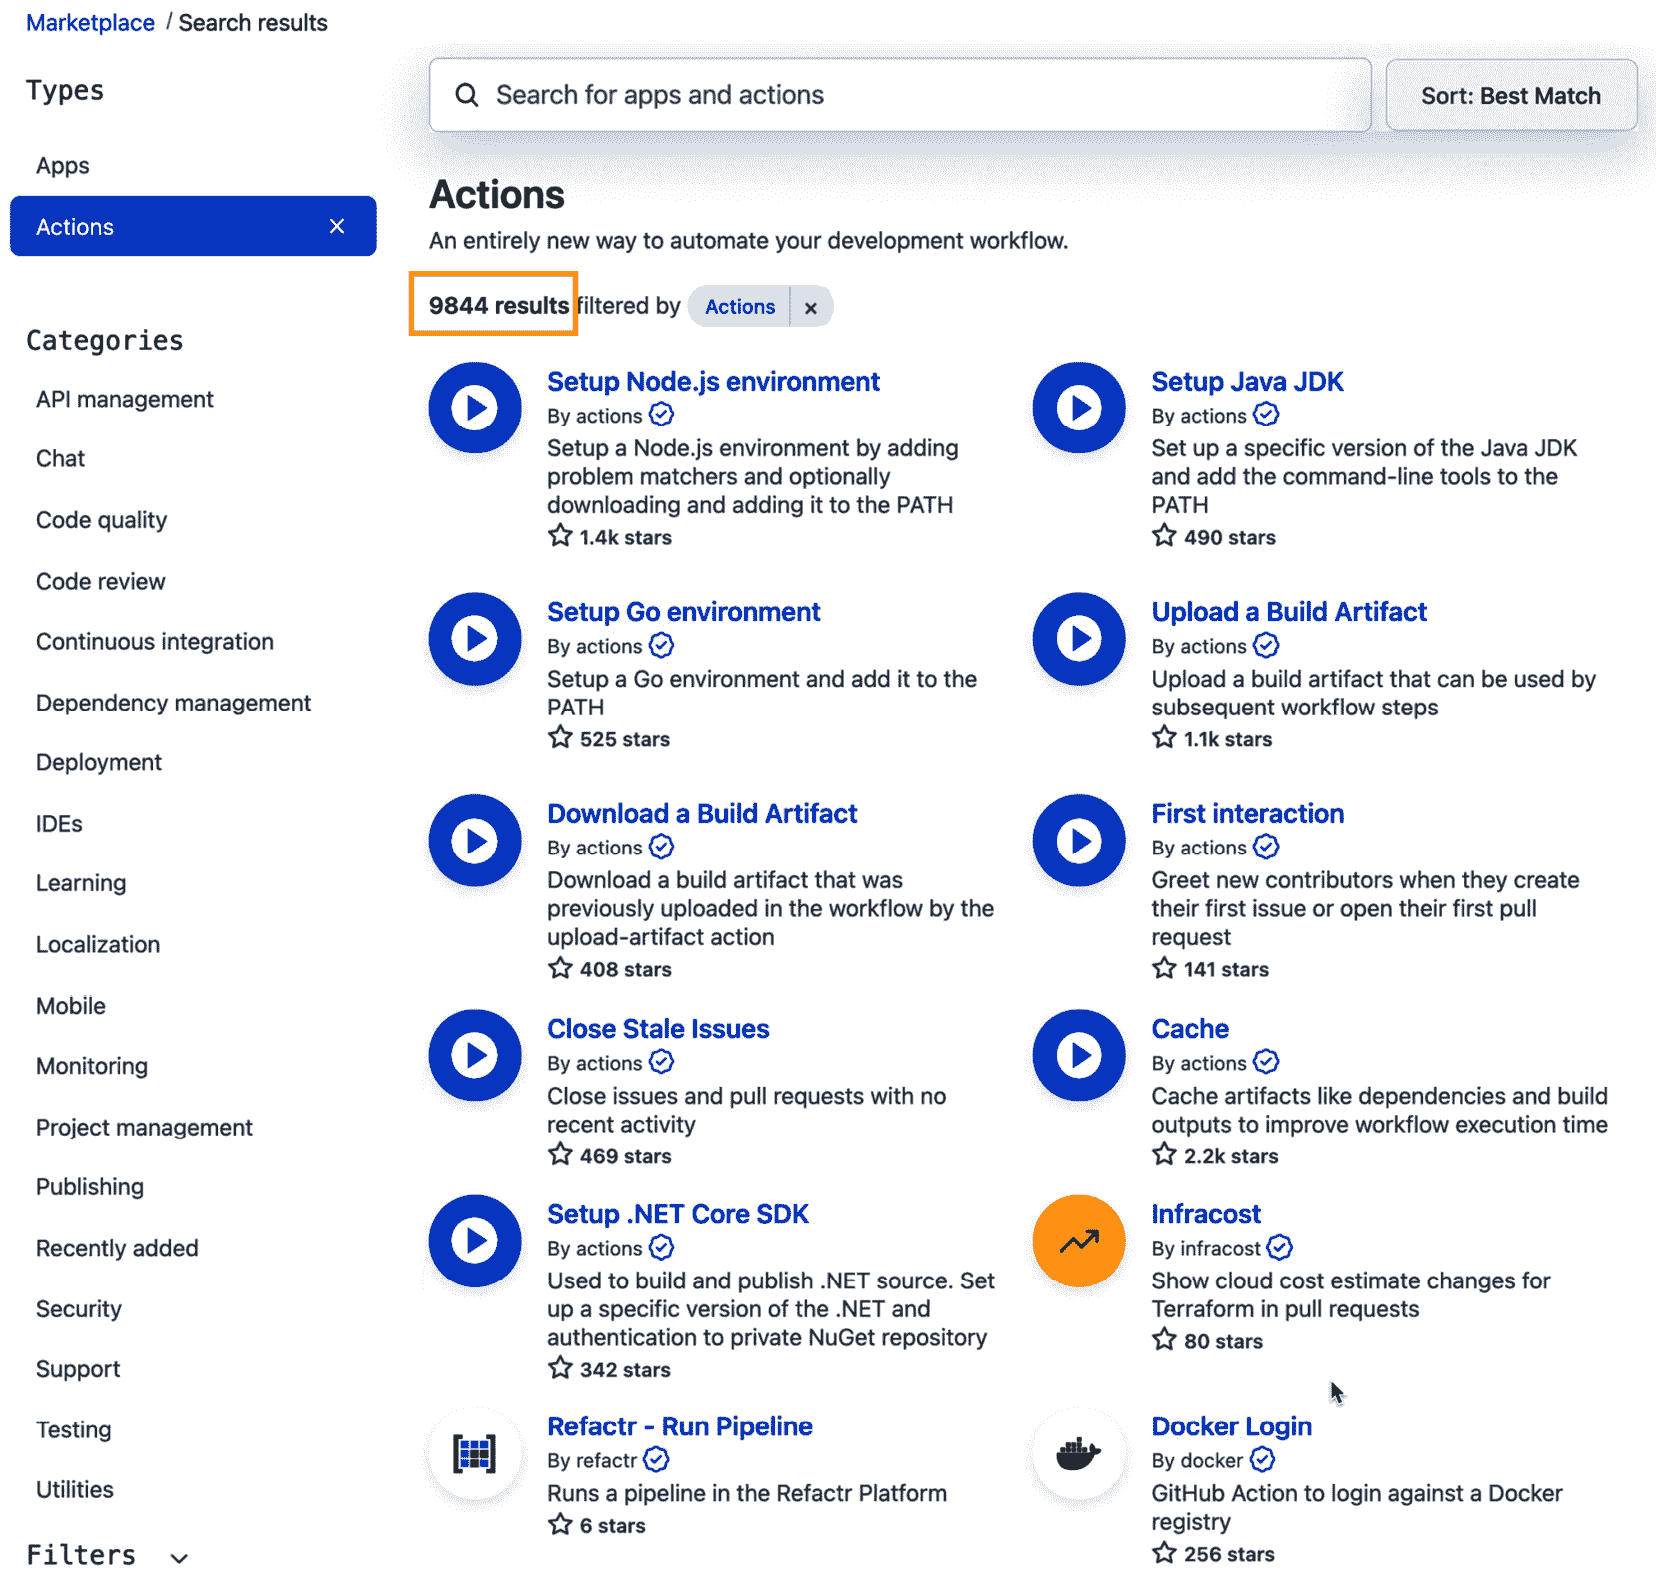 Marketplace / Search results
Types
Apps
Actions
Categories
API management
Chat
Code quality
Code review
Continuous integration
Dependency management
Deployment
IDEs
Learning
Localization
Mobile
Monitoring
Project management
Publishing
Recently added
Security
Support
Testing
Utilities
Filters
Search for apps and actions
Sort: Best Match
Actions
An entirely new way to automate your development workflow.
9844 results filtered by Actions ×
Setup Node.js environment
By actions
Setup a Node.js environment by adding
problem matchers and optionally
downloading and adding it to the PATH
1.4k stars
Setup Java JDK
By actions
Set up a specific version of the Java JDK
and add the command-line tools to the
PATH
490 stars
Setup Go environment
By actions
Setup a Go environment and add it to the
PATH
525 stars
Upload a Build Artifact
By actions
Upload a build artifact that can be used by
subsequent workflow steps
1.1k stars
Download a Build Artifact
By actions
Download a build artifact that was
previously uploaded in the workflow by the
upload-artifact action
408 stars
First interaction
By actions
Greet new contributors when they create
their first issue or open their first pull
request
141 stars
Close Stale Issues
By actions
Close issues and pull requests with no
recent activity
469 stars
Cache
By actions
Cache artifacts like dependencies and build
outputs to improve workflow execution time
2.2k stars
Setup .NET Core SDK
By actions
Used to build and publish .NET source. Set
up a specific version of the .NET and
authentication to private NuGet repository
342 stars
Infracost
By infracost
Show cloud cost estimate changes for
Terraform in pull requests
80 stars
Refactr - Run Pipeline
By refactr
Runs a pipeline in the Refactr Platform
6 stars
Docker Login
By docker
GitHub Action to login against a Docker
registry
256 stars